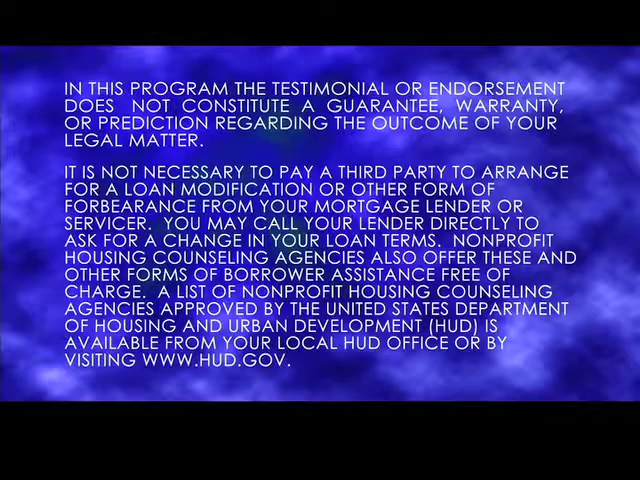 IN THIS PROGRAM THE TESTIMONIAL OR ENDORSEMENT
DOES NOT CONSTITUTE A GUARANTEE, WARRANTY,
OR PREDICTION REGARDING THE OUTCOME OF YOUR
LEGAL MATTER.
IT IS NOT NECESSARY TO PAY A THIRD PARTY TO ARRANGE
FOR A LOAN MODIFICATION OR OTHER FORM OF
FORBEARANCE FROM YOUR MORTGAGE LENDER OR
SERVICER. YOU MAY CALL YOUR LENDER DIRECTLY TO
ASK FOR A CHANGE IN YOUR LOAN TERMS. NONPROFIT
HOUSING COUNSELING AGENCIES ALSO OFFER THESE AND
OTHER FORMS OF BORROWER ASSISTANCE FREE OF
CHARGE. A LIST OF NONPROFIT HOUSING COUNSELING
AGENCIES APPROVED BY THE UNITED STATES DEPARTMENT
OF HOUSING AND URBAN DEVELOPMENT (HUD) IS
AVAILABLE FROM YOUR LOCAL HUD OFFICE OR BY
VISITING WWW.HUD.GOV.